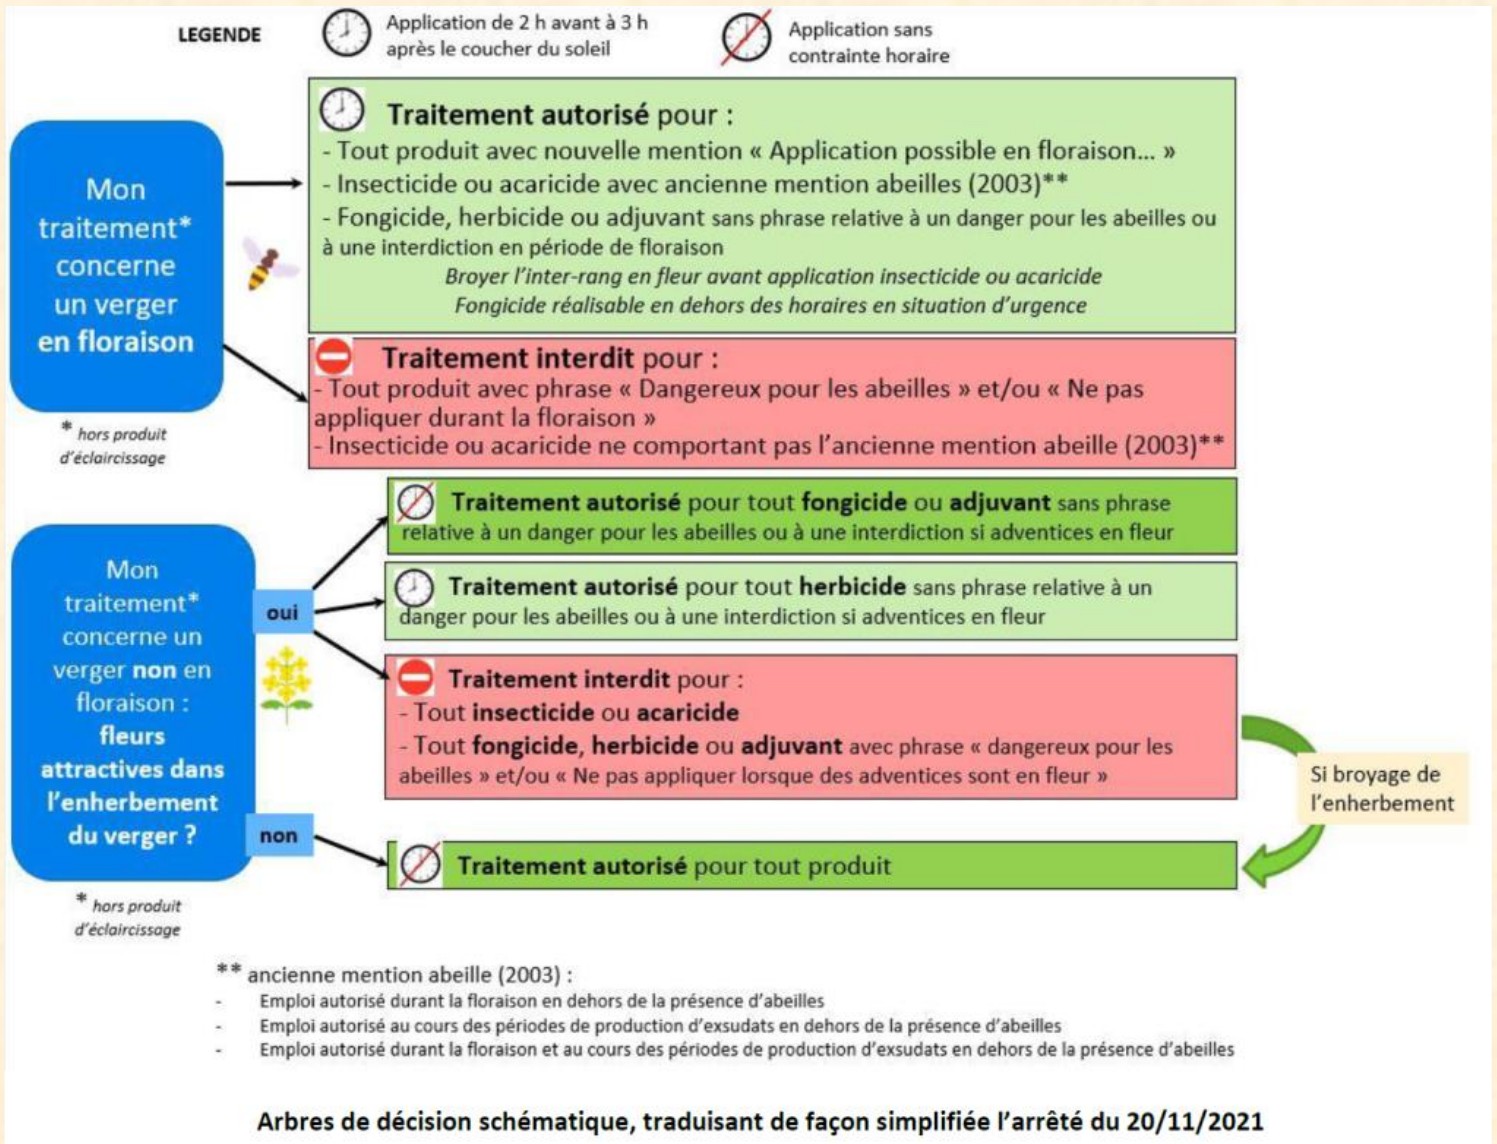 LEGENDE
Application de 2 h avant à 3 h
après le coucher du soleil
Application sans
contrainte horaire
Mon
traitement*
concerne
un verger
en floraison
* hors produit
d'éclaircissage
Traitement autorisé pour :
- Tout produit avec nouvelle mention « Application possible en floraison... »
- Insecticide ou acaricide avec ancienne mention abeilles (2003)**
- Fongicide, herbicide ou adjuvant sans phrase relative à un danger pour les abeilles ou
à une interdiction en période de floraison
Broyer l'inter-rang en fleur avant application insecticide ou acaricide
Fongicide réalisable en dehors des horaires en situation d'urgence
Traitement interdit pour :
- Tout produit avec phrase « Dangereux pour les abeilles » et/ou « Ne pas
appliquer durant la floraison »
- Insecticide ou acaricide ne comportant pas l'ancienne mention abeille (2003)**
Mon
traitement*
concerne un
verger non en
floraison :
fleurs
attractives dans
l'enherbement
du verger ?
* hors produit
d'éclaircissage
oui
Traitement autorisé pour tout fongicide ou adjuvant sans phrase
relative à un danger pour les abeilles ou à une interdiction si adventices en fleur
Traitement autorisé pour tout herbicide sans phrase relative à un
danger pour les abeilles ou à une interdiction si adventices en fleur
Traitement interdit pour :
- Tout insecticide ou acaricide
- Tout fongicide, herbicide ou adjuvant avec phrase « dangereux pour les
abeilles » et/ou « Ne pas appliquer lorsque des adventices sont en fleur »
Si broyage de
l'enherbement
non
Traitement autorisé pour tout produit
** ancienne mention abeille (2003) :
- Emploi autorisé durant la floraison en dehors de la présence d'abeilles
- Emploi autorisé au cours des périodes de production d'exsudats en dehors de la présence d'abeilles
- Emploi autorisé durant la floraison et au cours des périodes de production d'exsudats en dehors de la présence d'abeilles
Arbres de décision schématique, traduisant de façon simplifiée l'arrêté du 20/11/2021